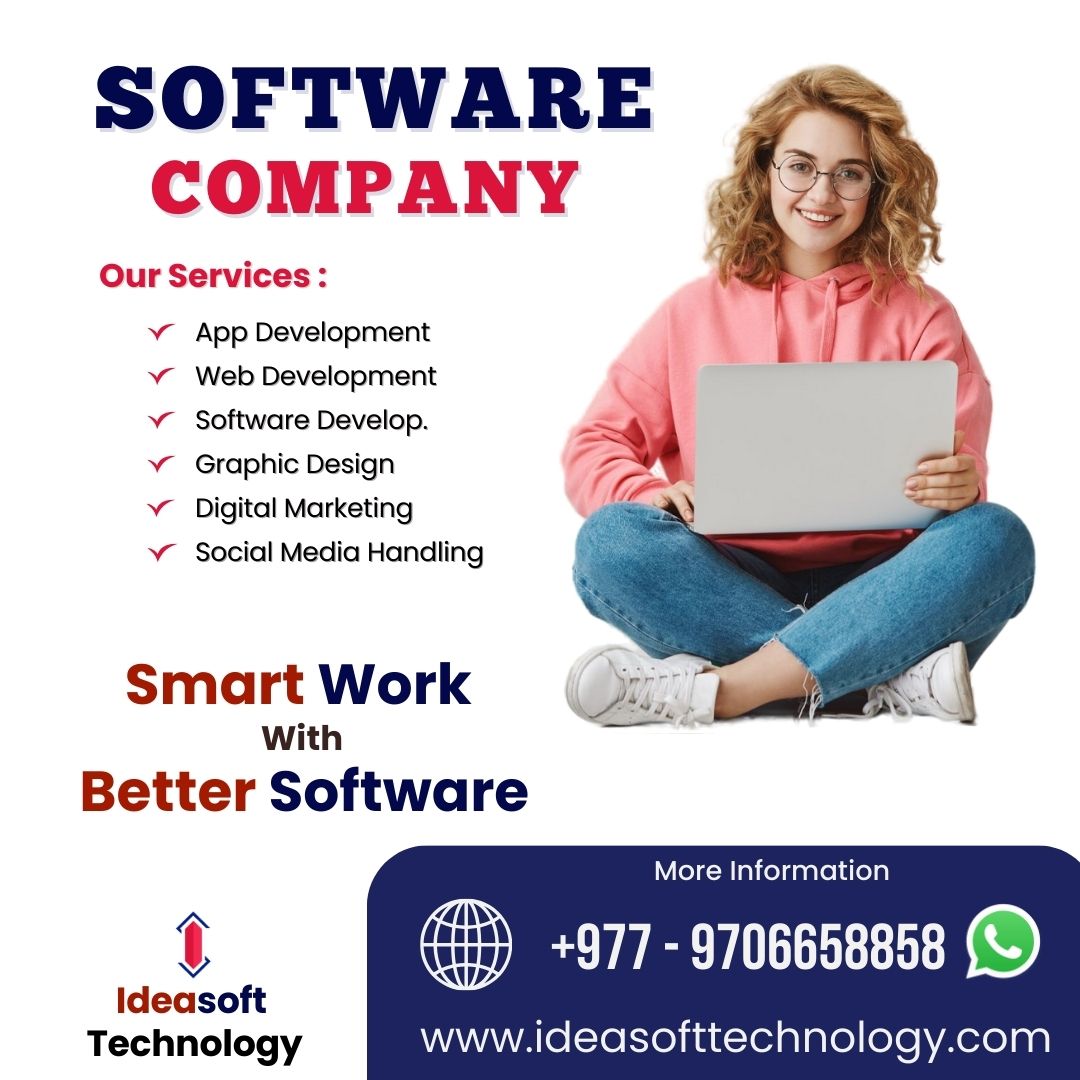 SOFTWARE
COMPANY
Our Services :
App Development
Web Development
Software Develop.
Graphic Design
Digital Marketing
Social Media Handling
Smart Work
With
Better Software
Ideasoft
Technology
More Information
+977 - 9706658858
www.ideasofttechnology.com